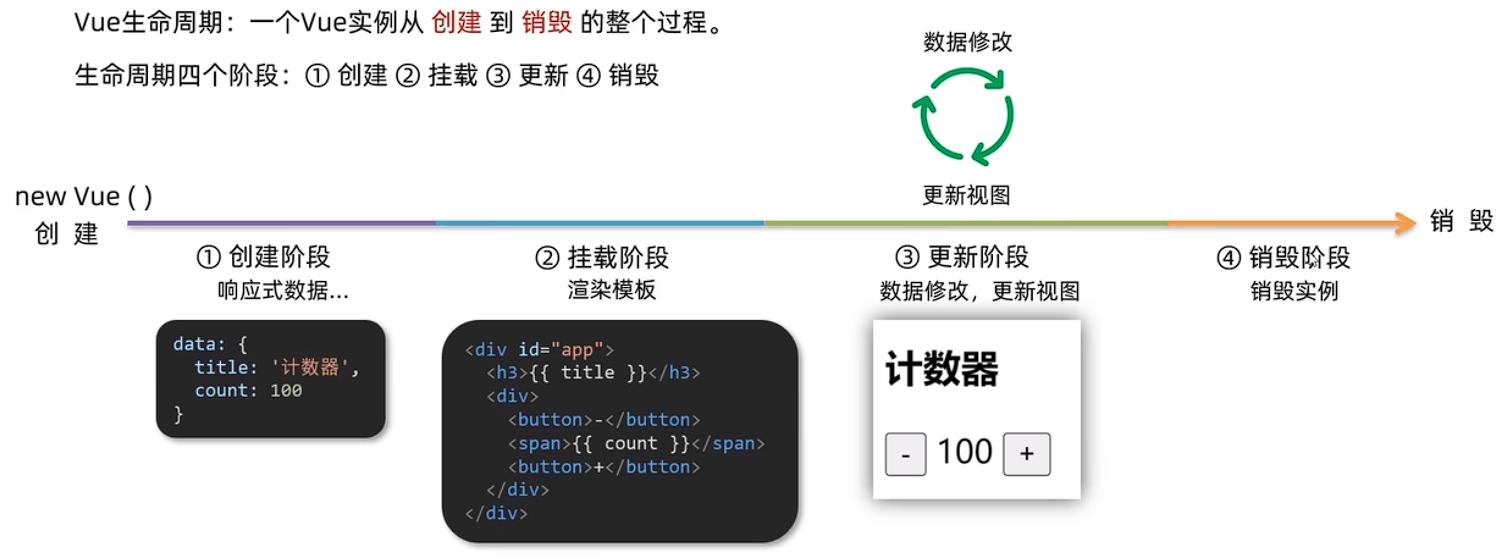 Vue生命周期：一个Vue实例从 创建 到 销毁 的整个过程。
生命周期四个阶段：① 创建 ② 挂载 ③ 更新 ④ 销毁
数据修改
更新视图
new Vue ( )
创 建
销 毁
① 创建阶段
响应式数据...
data: {
  title: '计数器',
  count: 100
}
② 挂载阶段
渲染模板
<div id="app">
  <h3>{{ title }}</h3>
  <div>
    <button>-</button>
    <span>{{ count }}</span>
    <button>+</button>
  </div>
</div>
③ 更新阶段
数据修改，更新视图
计数器
- 100 +
④ 销毁阶段
销毁实例